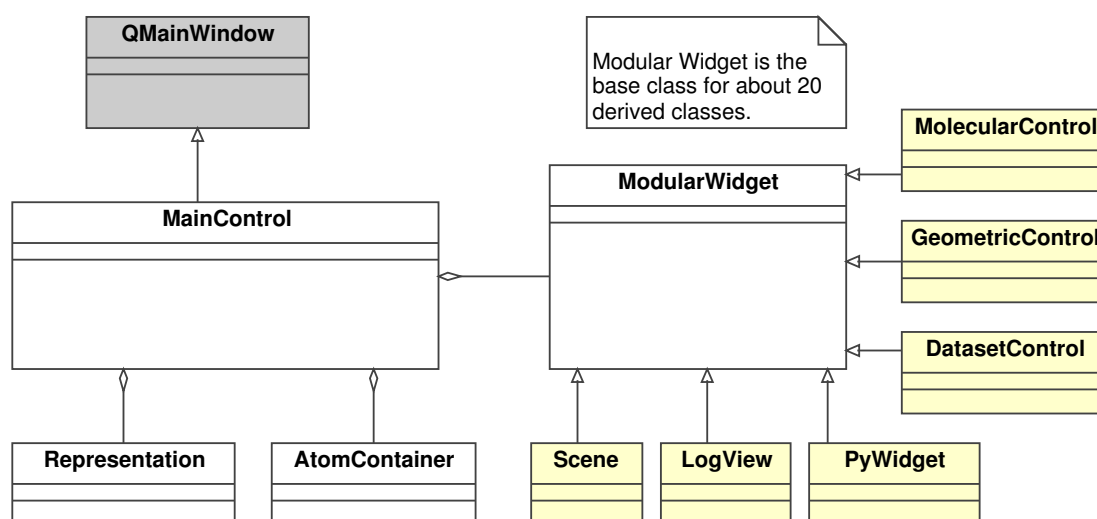 QMainWindow
Modular Widget is the
base class for about 20
derived classes.
MolecularControl
ModularWidget
MainControl
GeometricControl
DatasetControl
Representation
AtomContainer
Scene
LogView
PyWidget